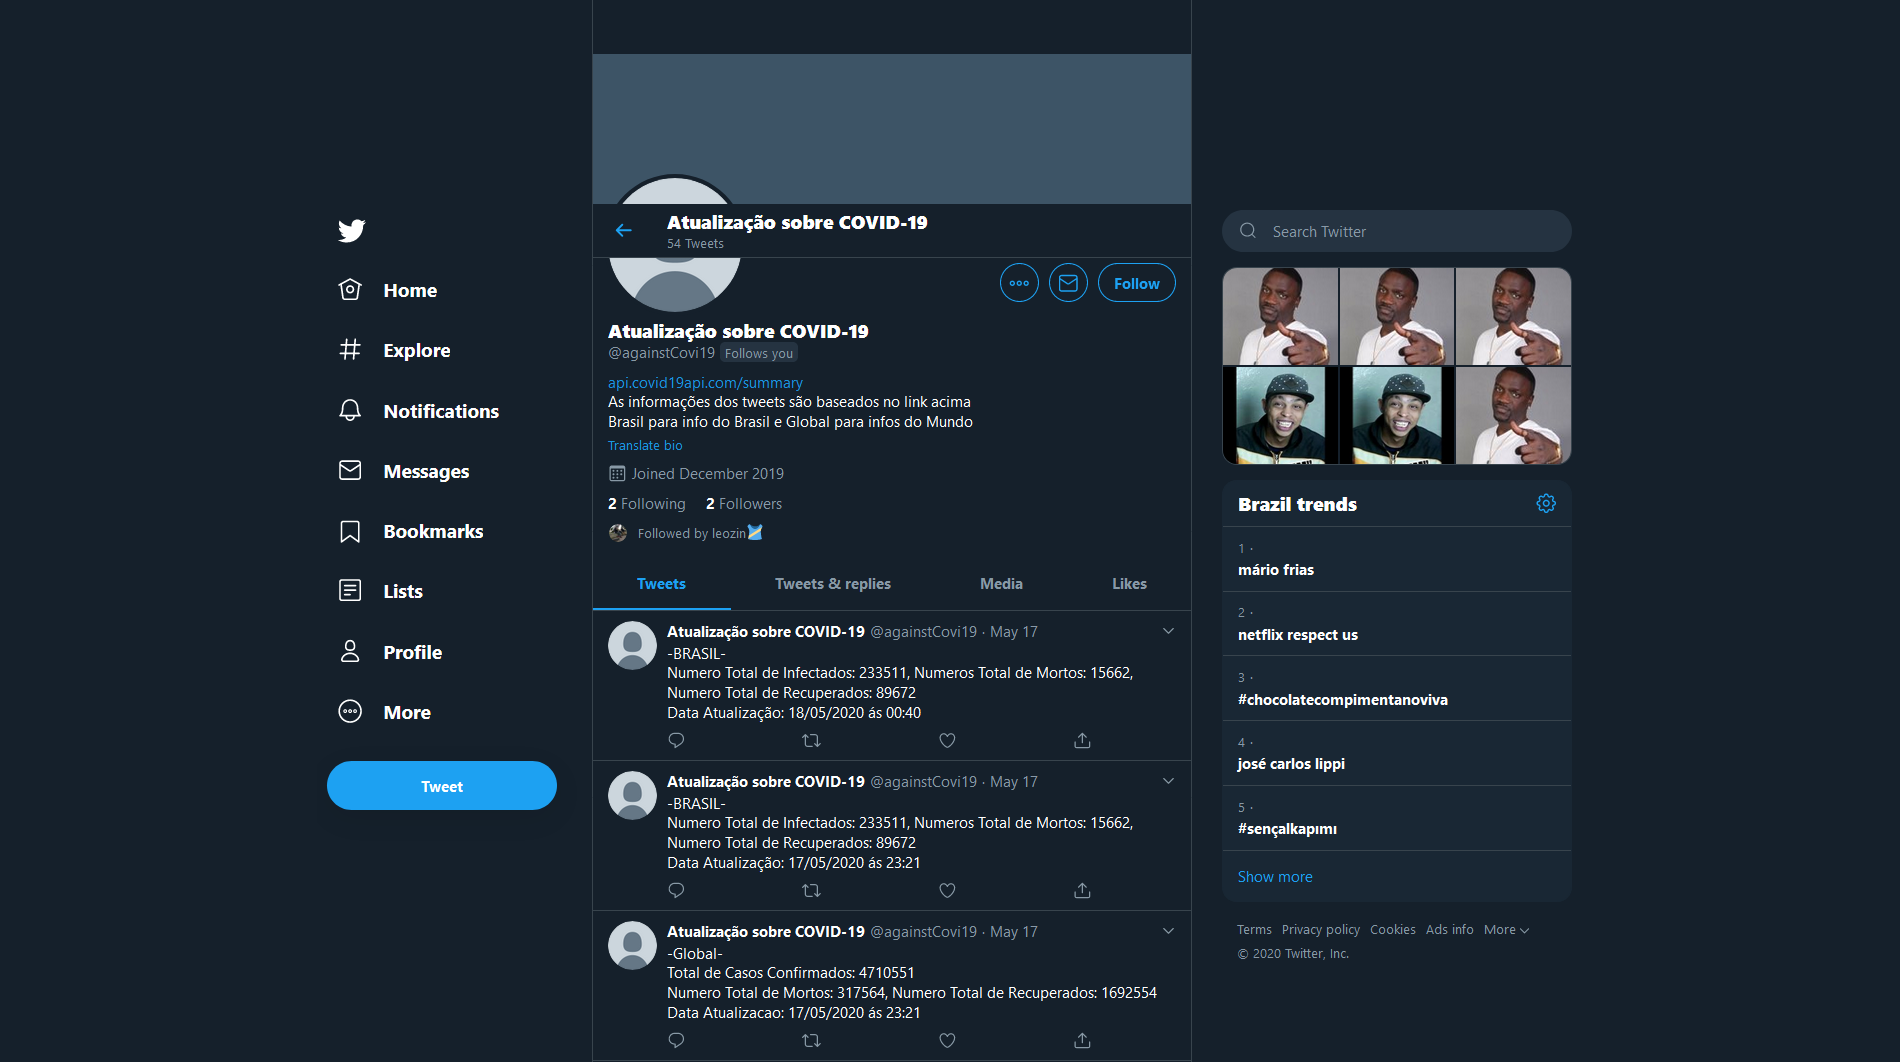 Home
Explore
Notifications
Messages
Bookmarks
Lists
Profile
More
Tweet
Atualização sobre COVID-19
54 Tweets
Follow
Atualização sobre COVID-19
@againstCovi19 Follows you
api.covid19api.com/summary
As informações dos tweets são baseados no link acima
Brasil para info do Brasil e Global para infos do Mundo
Translate bio
Joined December 2019
2 Following 2 Followers
Followed by leozin
Tweets Tweets & replies Media Likes
Atualização sobre COVID-19 @againstCovi19 · May 17
-BRASIL-
Numero Total de Infectados: 233511, Numeros Total de Mortos: 15662,
Numero Total de Recuperados: 89672
Data Atualização: 18/05/2020 ás 00:40
Atualização sobre COVID-19 @againstCovi19 · May 17
-BRASIL-
Numero Total de Infectados: 233511, Numeros Total de Mortos: 15662,
Numero Total de Recuperados: 89672
Data Atualização: 17/05/2020 ás 23:21
Atualização sobre COVID-19 @againstCovi19 · May 17
-Global-
Total de Casos Confirmados: 4710551
Numero Total de Mortos: 317564, Numero Total de Recuperados: 1692554
Data Atualizacao: 17/05/2020 ás 23:21
Search Twitter
Brazil trends
1 ·
mário frias
2 ·
netflix respect us
3 ·
#chocolatecompimentanoviva
4 ·
josé carlos lippi
5 ·
#sençalkapımı
Show more
Terms Privacy policy Cookies Ads info More
© 2020 Twitter, Inc.